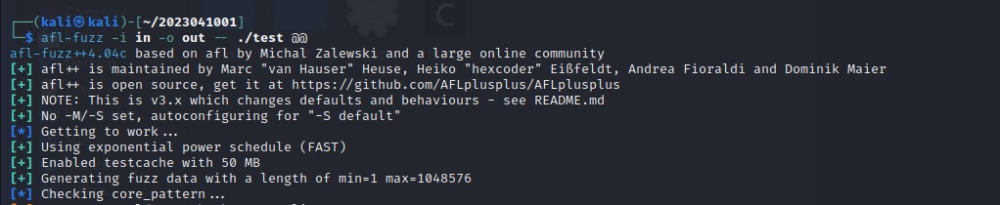 ┌──(kali㉿kali)-[~/2023041001]
└─$ afl-fuzz -i in -o out -- ./test @@
afl-fuzz++4.04c based on afl by Michal Zalewski and a large online community
[+] afl++ is maintained by Marc "van Hauser" Heuse, Heiko "hexcoder" Eißfeldt, Andrea Fioraldi and Dominik Maier
[+] afl++ is open source, get it at https://github.com/AFLplusplus/AFLplusplus
[+] NOTE: This is v3.x which changes defaults and behaviours - see README.md
[+] No -M/-S set, autoconfiguring for "-S default"
[*] Getting to work...
[+] Using exponential power schedule (FAST)
[+] Enabled testcache with 50 MB
[+] Generating fuzz data with a length of min=1 max=1048576
[*] Checking core_pattern...